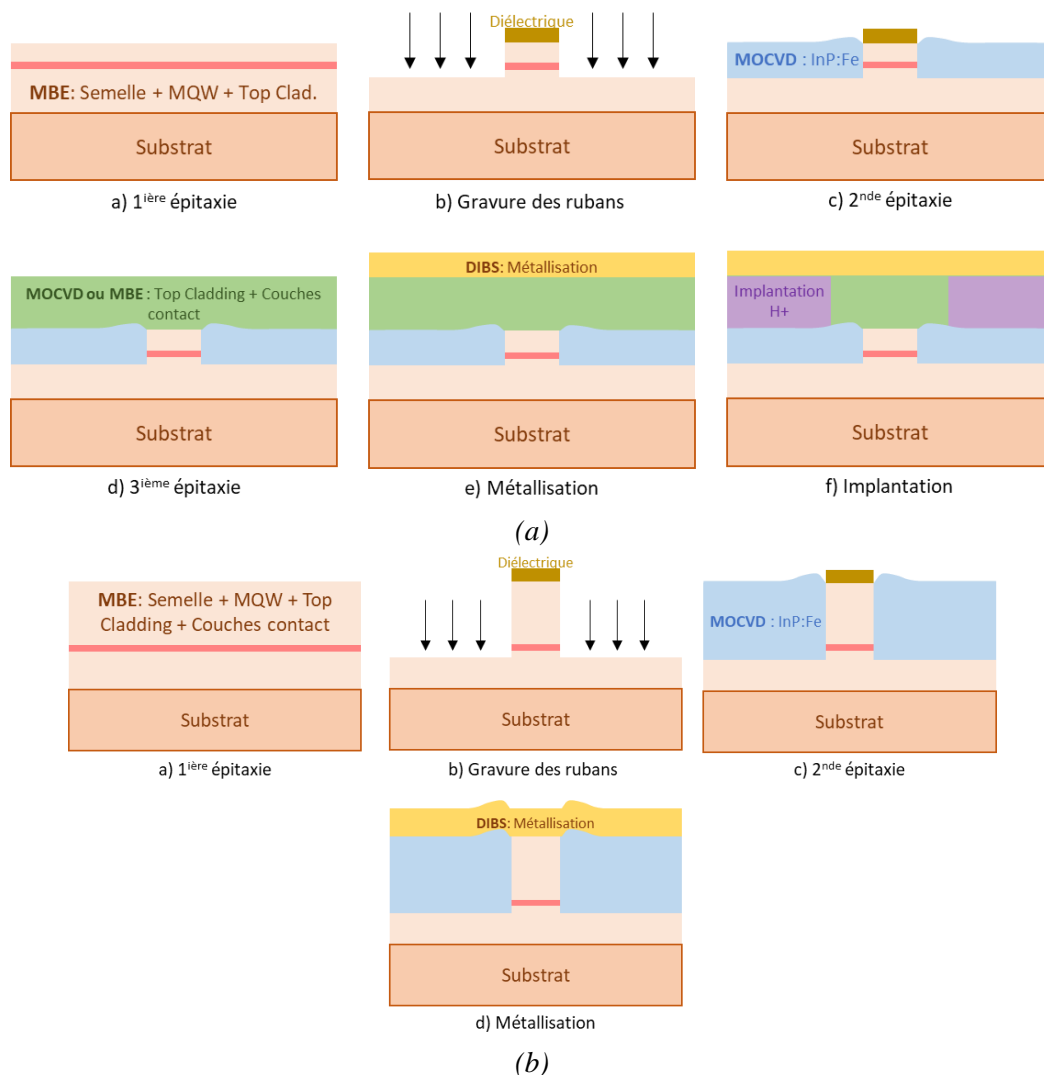 Diélectrique
MBE: Semelle + MQW + Top Clad.
MOCVD : InP:Fe
Substrat
Substrat
Substrat
a) 1ière épitaxie
b) Gravure des rubans
c) 2nde épitaxie
MOCVD ou MBE : Top Cladding + Couches
contact
DIBS: Métallisation
Implantation
H+
Substrat
Substrat
Substrat
d) 3ième épitaxie
e) Métallisation
f) Implantation
(a)
Diélectrique
MBE: Semelle + MQW + Top
Cladding + Couches contact
MOCVD : InP:Fe
Substrat
Substrat
Substrat
a) 1ière épitaxie
b) Gravure des rubans
c) 2nde épitaxie
DIBS: Métallisation
Substrat
d) Métallisation
(b)